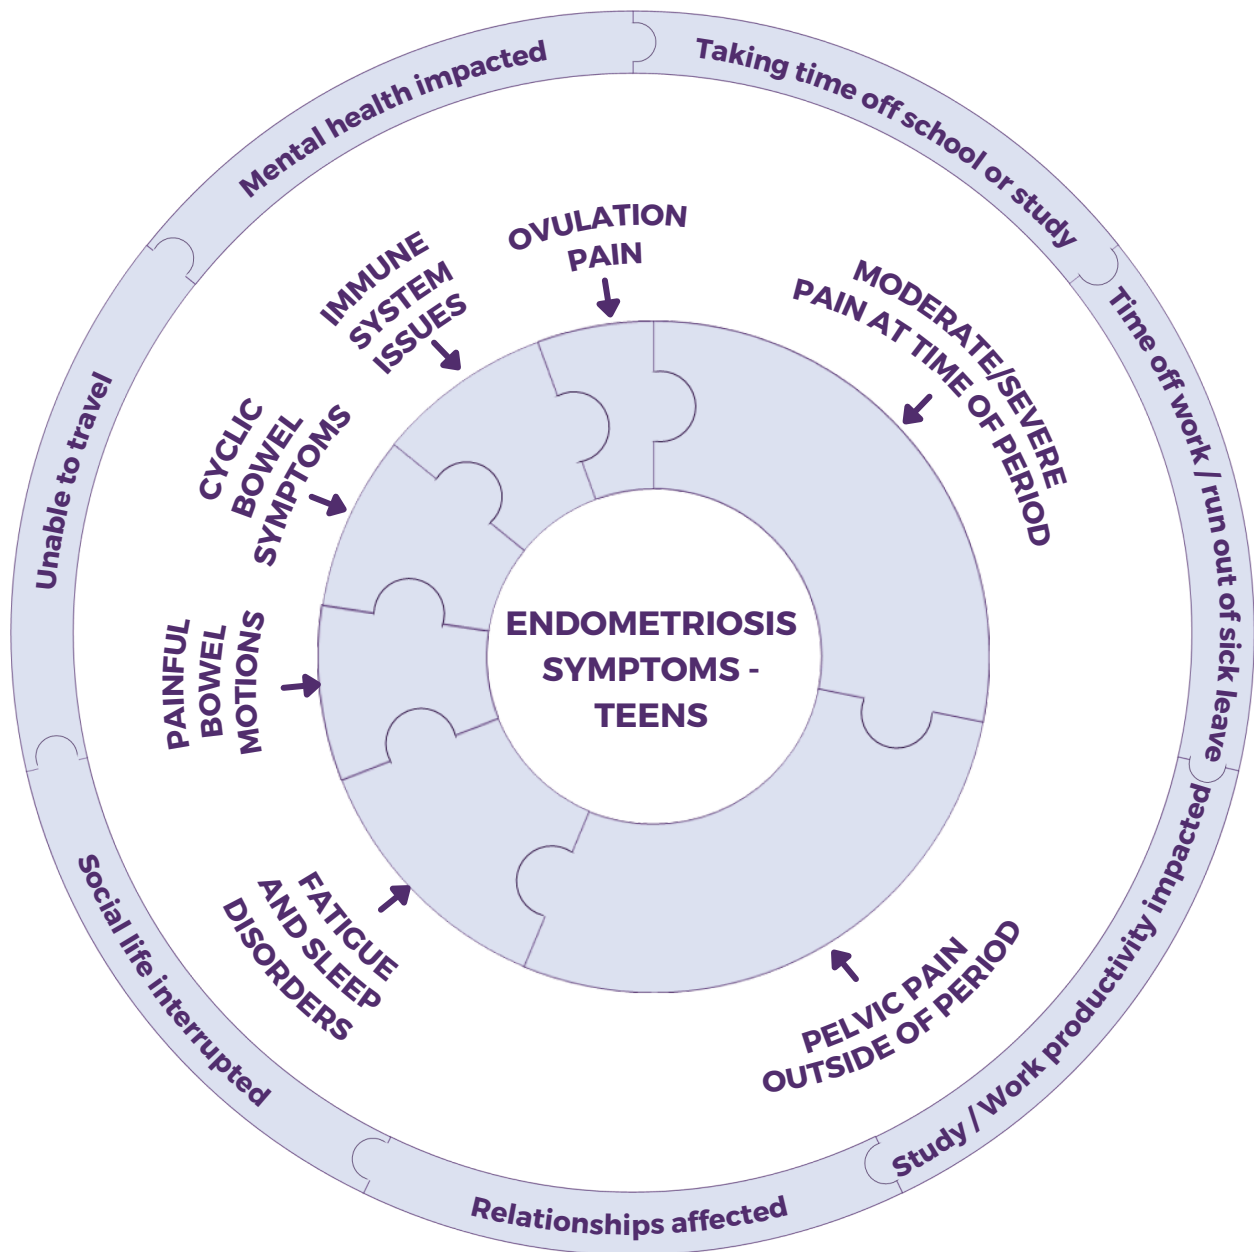 ENDOMETRIOSIS
SYMPTOMS -
TEENS
MODERATE/SEVERE
PAIN AT TIME OF PERIOD
PELVIC PAIN
OUTSIDE OF PERIOD
FATIGUE
AND SLEEP
DISORDERS
PAINFUL
BOWEL
MOTIONS
CYCLIC
BOWEL
SYMPTOMS
IMMUNE
SYSTEM
ISSUES
OVULATION
PAIN
Taking time off school or study
Time off work / run out of sick leave
Study / Work productivity impacted
Relationships affected
Social life interrupted
Unable to travel
Mental health impacted